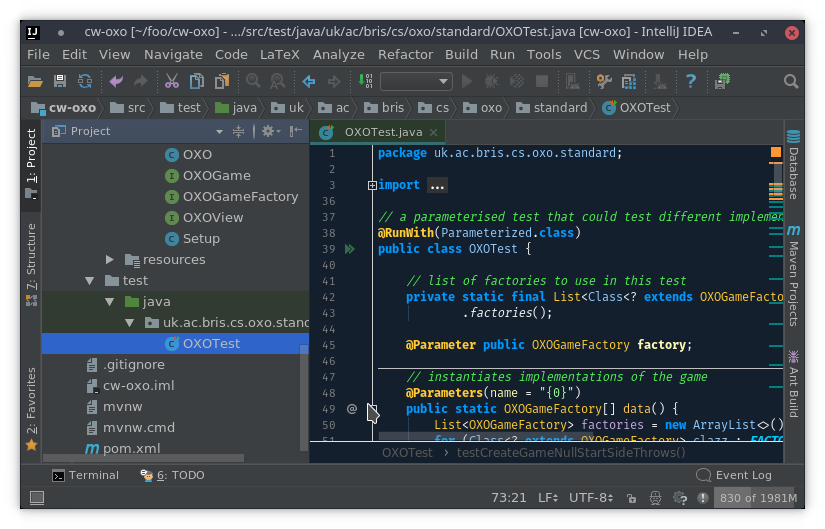 cw-oxo [~/foo/cw-oxo] - .../src/test/java/uk/ac/bris/cs/oxo/standard/OXOTest.java [cw-oxo] - IntelliJ IDEA
File Edit View Navigate Code LaTeX Analyze Refactor Build Run Tools VCS Window Help
cw-oxo src test java uk ac bris cs oxo standard OXOTest
1: Project
7: Structure
2: Favorites
Project
OXO
OXOGame
OXOGameFactory
OXOView
Setup
resources
test
java
uk.ac.bris.cs.oxo.stand
OXOTest
.gitignore
cw-oxo.iml
mvnw
mvnw.cmd
pom.xml
OXOTest.java
1 package uk.ac.bris.cs.oxo.standard;
2
3 import ...
36
37 // a parameterised test that could test different implemen
38 @RunWith(Parameterized.class)
39 public class OXOTest {
40
41 // list of factories to use in this test
42 private static final List<Class<? extends OXOGameFacto
43 .factories();
44
45 @Parameter public OXOGameFactory factory;
46
47 // instantiates implementations of the game
48 @Parameters(name = "{0}")
49 @ public static OXOGameFactory[] data() {
50 List<OXOGameFactory> factories = new ArrayList<>()
51 for (Class<? extends OXOGameFactory> clazz : FACTO
OXOTest › testCreateGameNullStartSideThrows()
Database
Maven Projects
Ant Build
Terminal 6: TODO Event Log
73:21 LF UTF-8 830 of 1981M